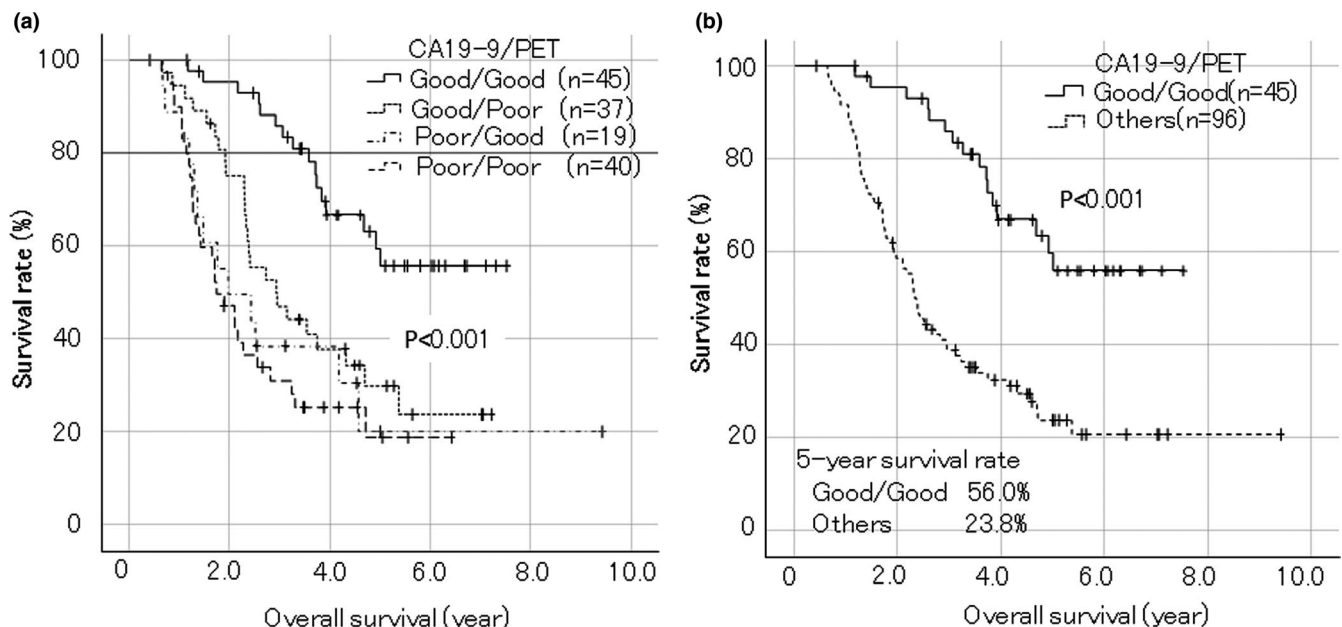 (a)
CA19-9/PET
Good/Good (n=45)
Good/Poor (n=37)
Poor/Good (n=19)
Poor/Poor (n=40)
P<0.001
Survival rate (%)
100
80
60
40
20
0
0 2.0 4.0 6.0 8.0 10.0
Overall survival (year)
(b)
CA19-9/PET
Good/Good(n=45)
Others(n=96)
P<0.001
Survival rate (%)
100
80
60
40
20
0
5-year survival rate
Good/Good 56.0%
Others 23.8%
0 2.0 4.0 6.0 8.0 10.0
Overall survival (year)